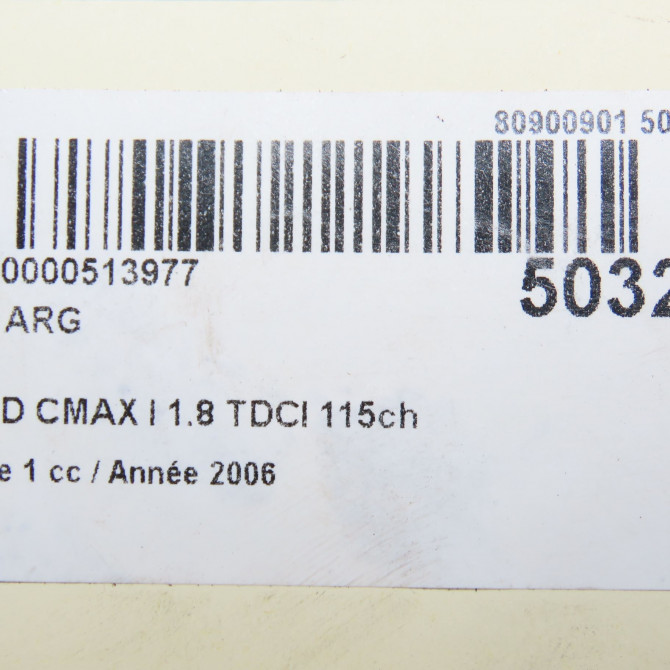 80900901 50
0000513977
5032
ARG
D CMAX I 1.8 TDCI 115ch
e 1 cc / Année 2006